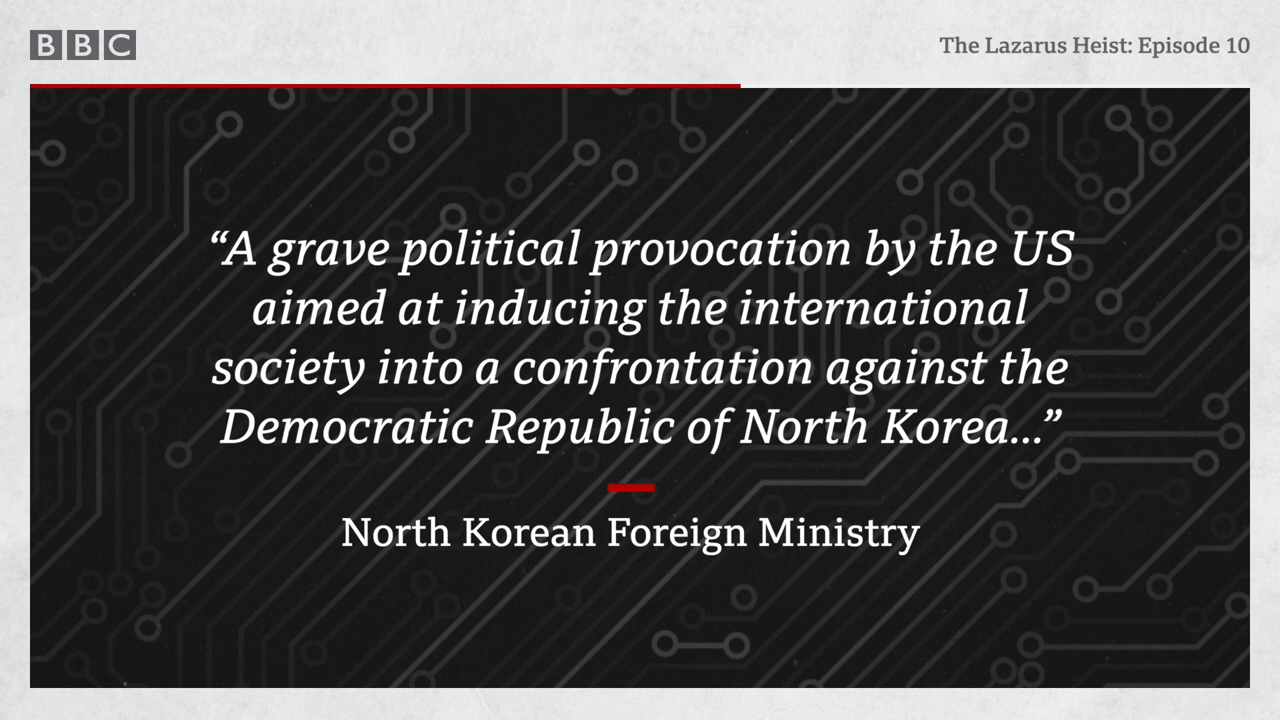 BBC
The Lazarus Heist: Episode 10
“A grave political provocation by the US
aimed at inducing the international
society into a confrontation against the
Democratic Republic of North Korea...”
North Korean Foreign Ministry